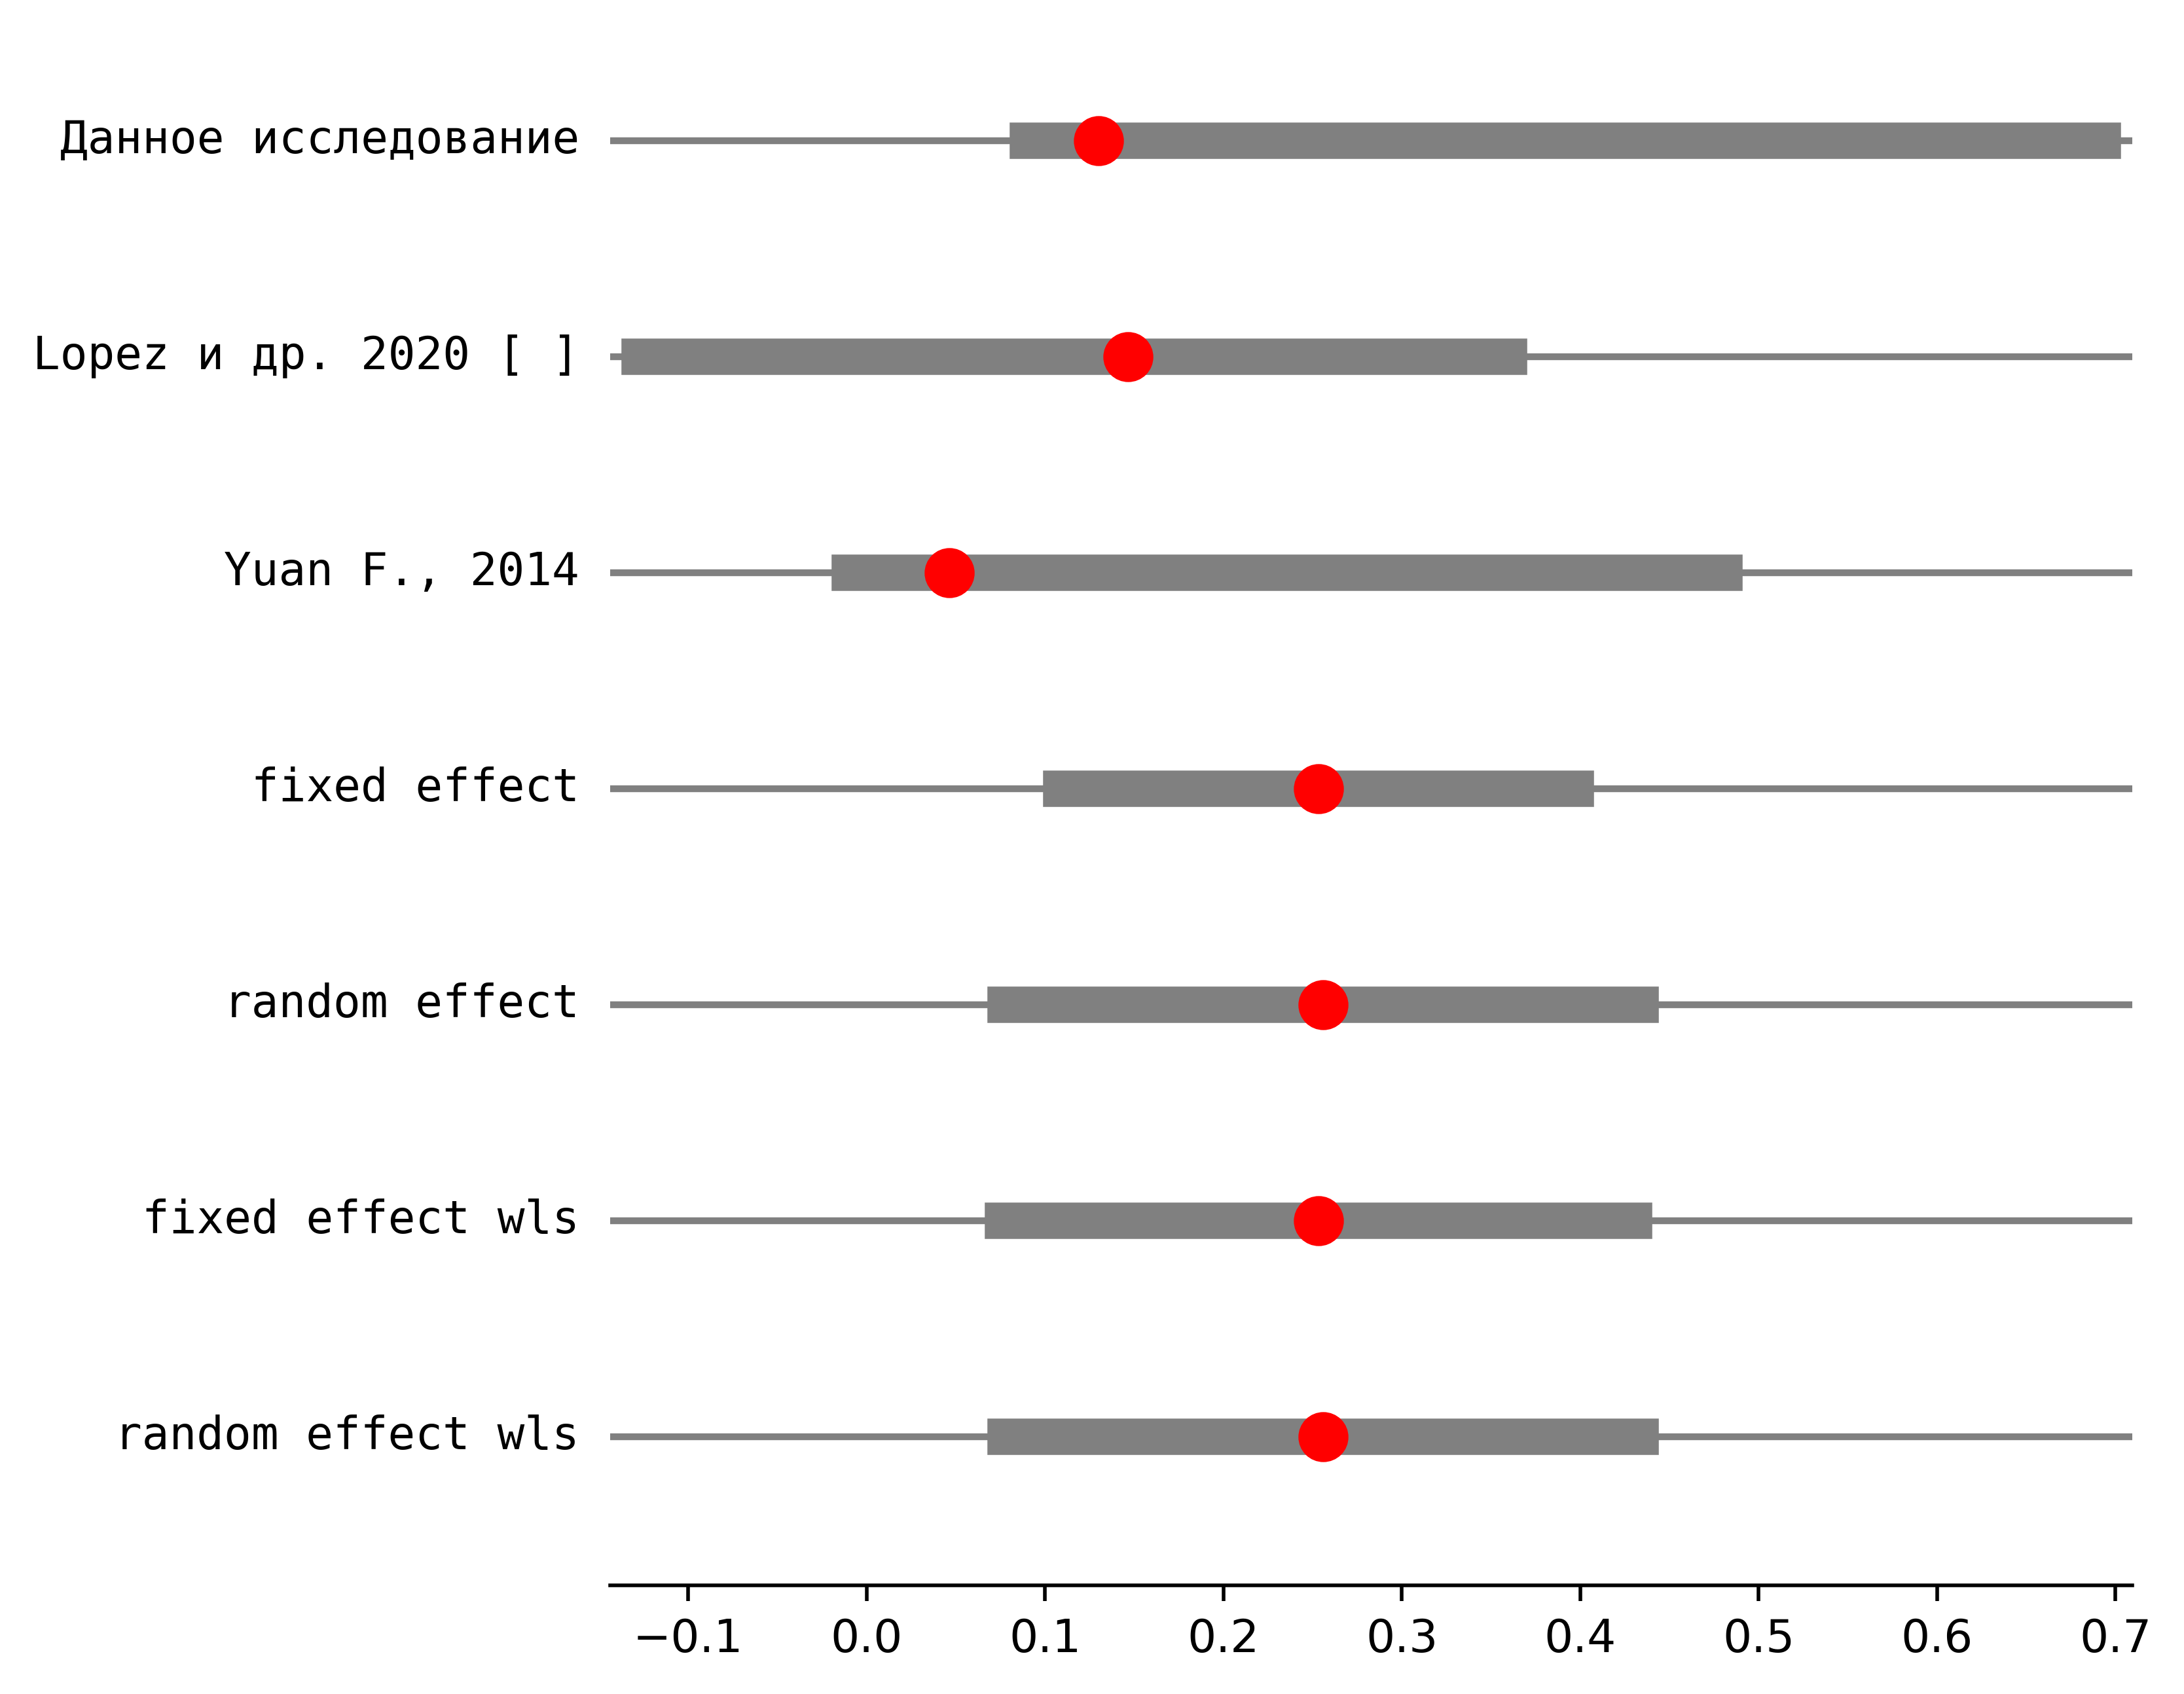 Данное исследование
Lopez и др. 2020 [ ]
Yuan F., 2014
fixed effect
random effect
fixed effect wls
random effect wls
−0.1 0.0 0.1 0.2 0.3 0.4 0.5 0.6 0.7